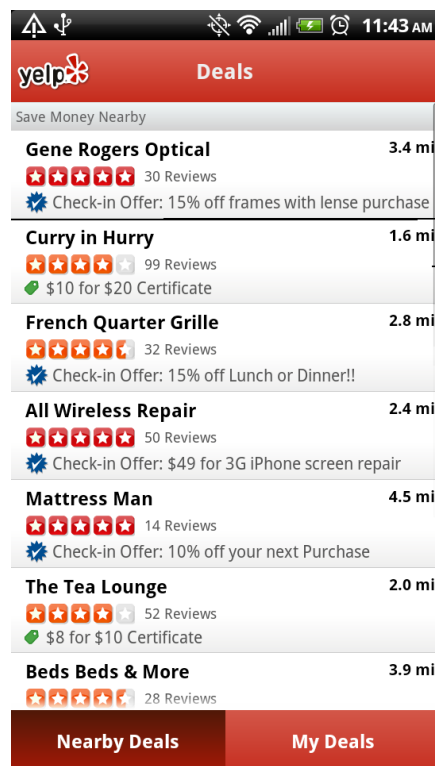 11:43 AM
yelp
Deals
Save Money Nearby
Gene Rogers Optical 3.4 mi
30 Reviews
Check-in Offer: 15% off frames with lense purchase
Curry in Hurry 1.6 mi
99 Reviews
$10 for $20 Certificate
French Quarter Grille 2.8 mi
32 Reviews
Check-in Offer: 15% off Lunch or Dinner!!
All Wireless Repair 2.4 mi
50 Reviews
Check-in Offer: $49 for 3G iPhone screen repair
Mattress Man 4.5 mi
14 Reviews
Check-in Offer: 10% off your next Purchase
The Tea Lounge 2.0 mi
52 Reviews
$8 for $10 Certificate
Beds Beds & More 3.9 mi
28 Reviews
Nearby Deals My Deals